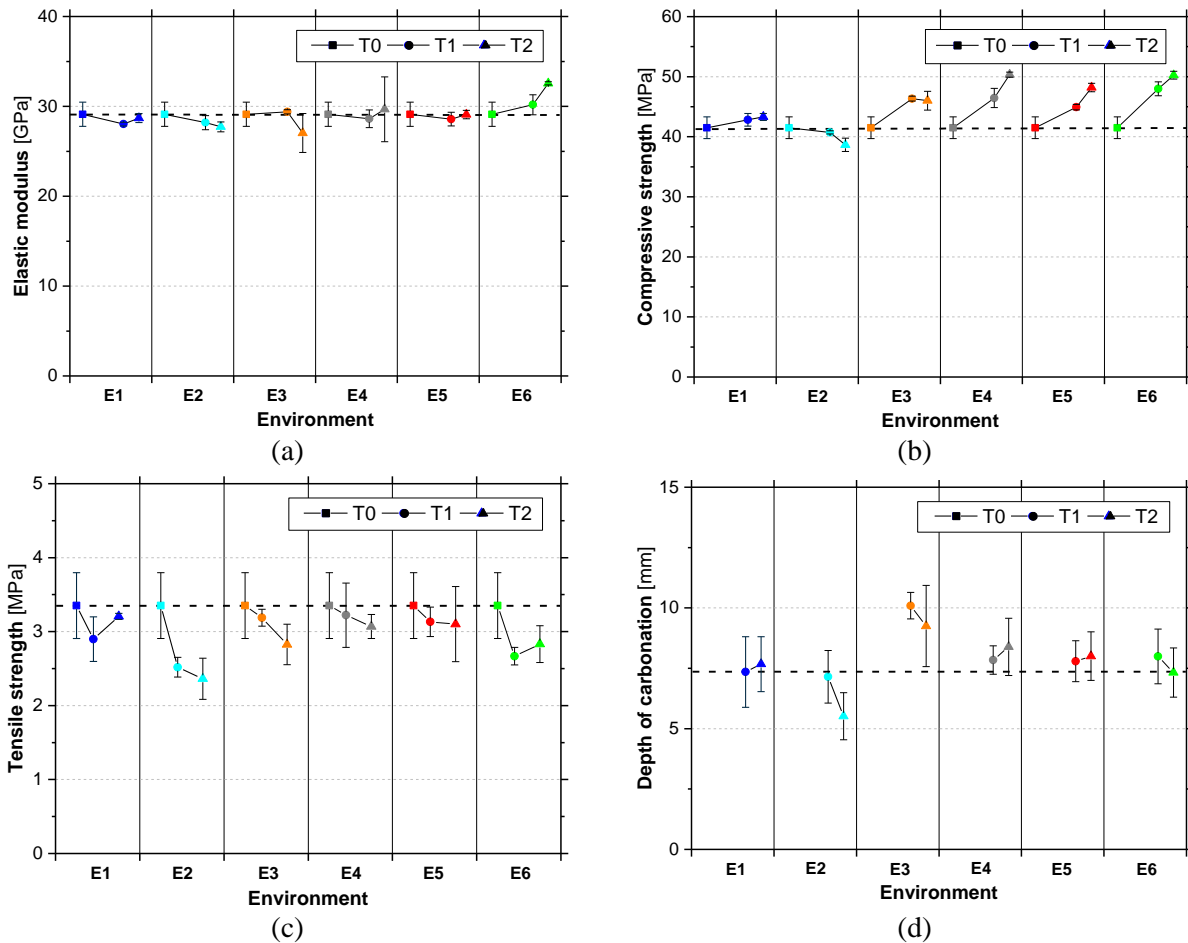 40
30
20
10
0
Elastic modulus [GPa]
T0 T1 T2
E1 E2 E3 E4 E5 E6
Environment
(a)
60
50
40
30
20
10
0
Compressive strength [MPa]
T0 T1 T2
E1 E2 E3 E4 E5 E6
Environment
(b)
5
4
3
2
1
0
Tensile strength [MPa]
T0 T1 T2
E1 E2 E3 E4 E5 E6
Environment
(c)
15
10
5
0
Depth of carbonation [mm]
T0 T1 T2
E1 E2 E3 E4 E5 E6
Environment
(d)